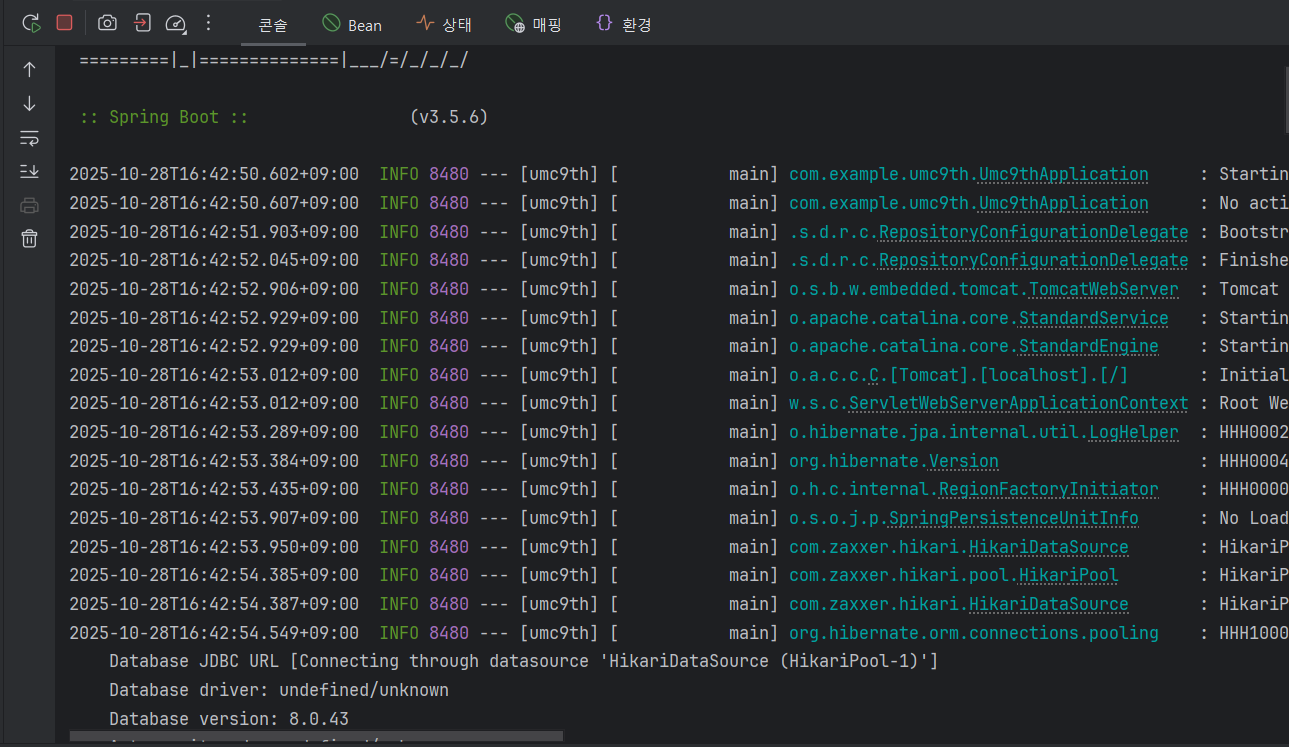 콘솔 Bean 상태 매핑 {} 환경
=========|_|==============|___/=/_/_/_/
:: Spring Boot :: (v3.5.6)
2025-10-28T16:42:50.602+09:00 INFO 8480 --- [umc9th] [ main] com.example.umc9th.Umc9thApplication : Startin
2025-10-28T16:42:50.607+09:00 INFO 8480 --- [umc9th] [ main] com.example.umc9th.Umc9thApplication : No acti
2025-10-28T16:42:51.903+09:00 INFO 8480 --- [umc9th] [ main] .s.d.r.c.RepositoryConfigurationDelegate : Bootstr
2025-10-28T16:42:52.045+09:00 INFO 8480 --- [umc9th] [ main] .s.d.r.c.RepositoryConfigurationDelegate : Finishe
2025-10-28T16:42:52.906+09:00 INFO 8480 --- [umc9th] [ main] o.s.b.w.embedded.tomcat.TomcatWebServer : Tomcat
2025-10-28T16:42:52.929+09:00 INFO 8480 --- [umc9th] [ main] o.apache.catalina.core.StandardService : Startin
2025-10-28T16:42:52.929+09:00 INFO 8480 --- [umc9th] [ main] o.apache.catalina.core.StandardEngine : Startin
2025-10-28T16:42:53.012+09:00 INFO 8480 --- [umc9th] [ main] o.a.c.c.C.[Tomcat].[localhost].[/] : Initial
2025-10-28T16:42:53.012+09:00 INFO 8480 --- [umc9th] [ main] w.s.c.ServletWebServerApplicationContext : Root We
2025-10-28T16:42:53.289+09:00 INFO 8480 --- [umc9th] [ main] o.hibernate.jpa.internal.util.LogHelper : HHH0002
2025-10-28T16:42:53.384+09:00 INFO 8480 --- [umc9th] [ main] org.hibernate.Version : HHH0004
2025-10-28T16:42:53.435+09:00 INFO 8480 --- [umc9th] [ main] o.h.c.internal.RegionFactoryInitiator : HHH0000
2025-10-28T16:42:53.907+09:00 INFO 8480 --- [umc9th] [ main] o.s.o.j.p.SpringPersistenceUnitInfo : No Load
2025-10-28T16:42:53.950+09:00 INFO 8480 --- [umc9th] [ main] com.zaxxer.hikari.HikariDataSource : HikariP
2025-10-28T16:42:54.385+09:00 INFO 8480 --- [umc9th] [ main] com.zaxxer.hikari.pool.HikariPool : HikariP
2025-10-28T16:42:54.387+09:00 INFO 8480 --- [umc9th] [ main] com.zaxxer.hikari.HikariDataSource : HikariP
2025-10-28T16:42:54.549+09:00 INFO 8480 --- [umc9th] [ main] org.hibernate.orm.connections.pooling : HHH1000
Database JDBC URL [Connecting through datasource 'HikariDataSource (HikariPool-1)']
Database driver: undefined/unknown
Database version: 8.0.43